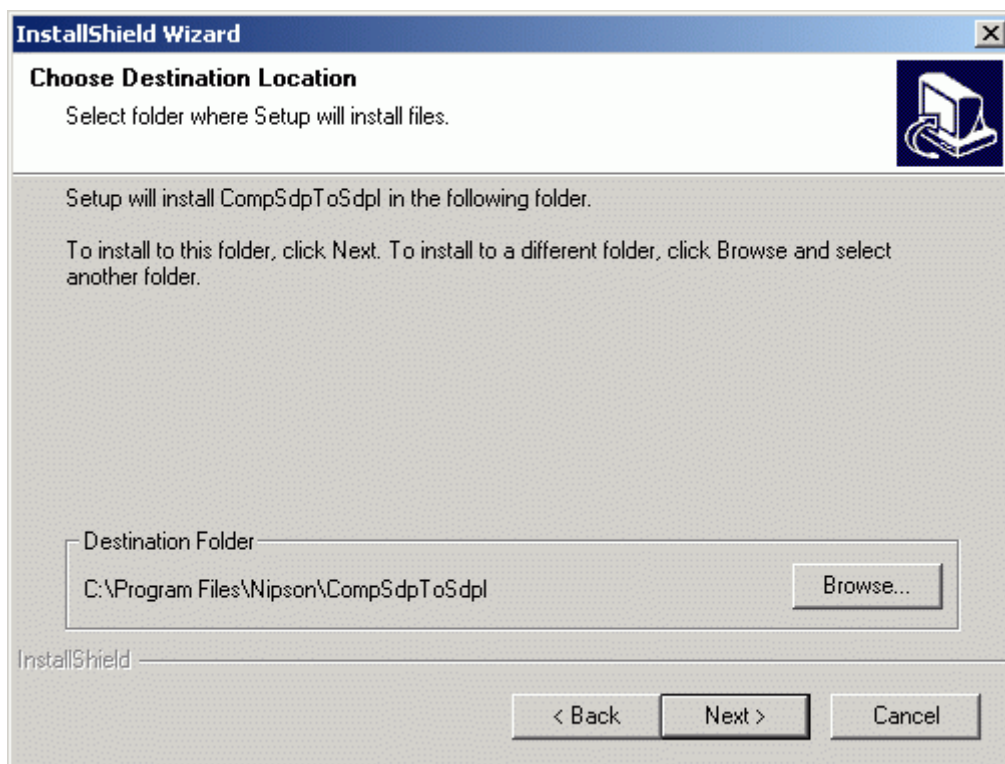 InstallShield Wizard
Choose Destination Location
Select folder where Setup will install files.
Setup will install CompSdpToSdpl in the following folder.
To install to this folder, click Next. To install to a different folder, click Browse and select
another folder.
Destination Folder
C:\Program Files\Nipson\CompSdpToSdpl
Browse...
InstallShield
< Back
Next >
Cancel